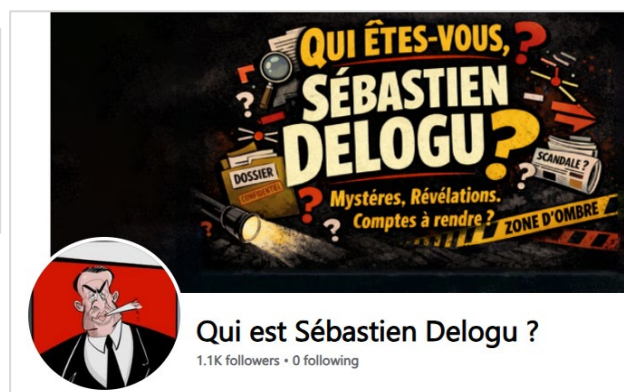 QUI ÊTES-VOUS,
SÉBASTIEN
DELOGU?
DOSSIER
CONFIDENTIEL
SCANDALE?
Mystères, Révélations.
Comptes à rendre?
ZONE D'OMBRE
Qui est Sébastien Delogu ?
1.1K followers • 0 following